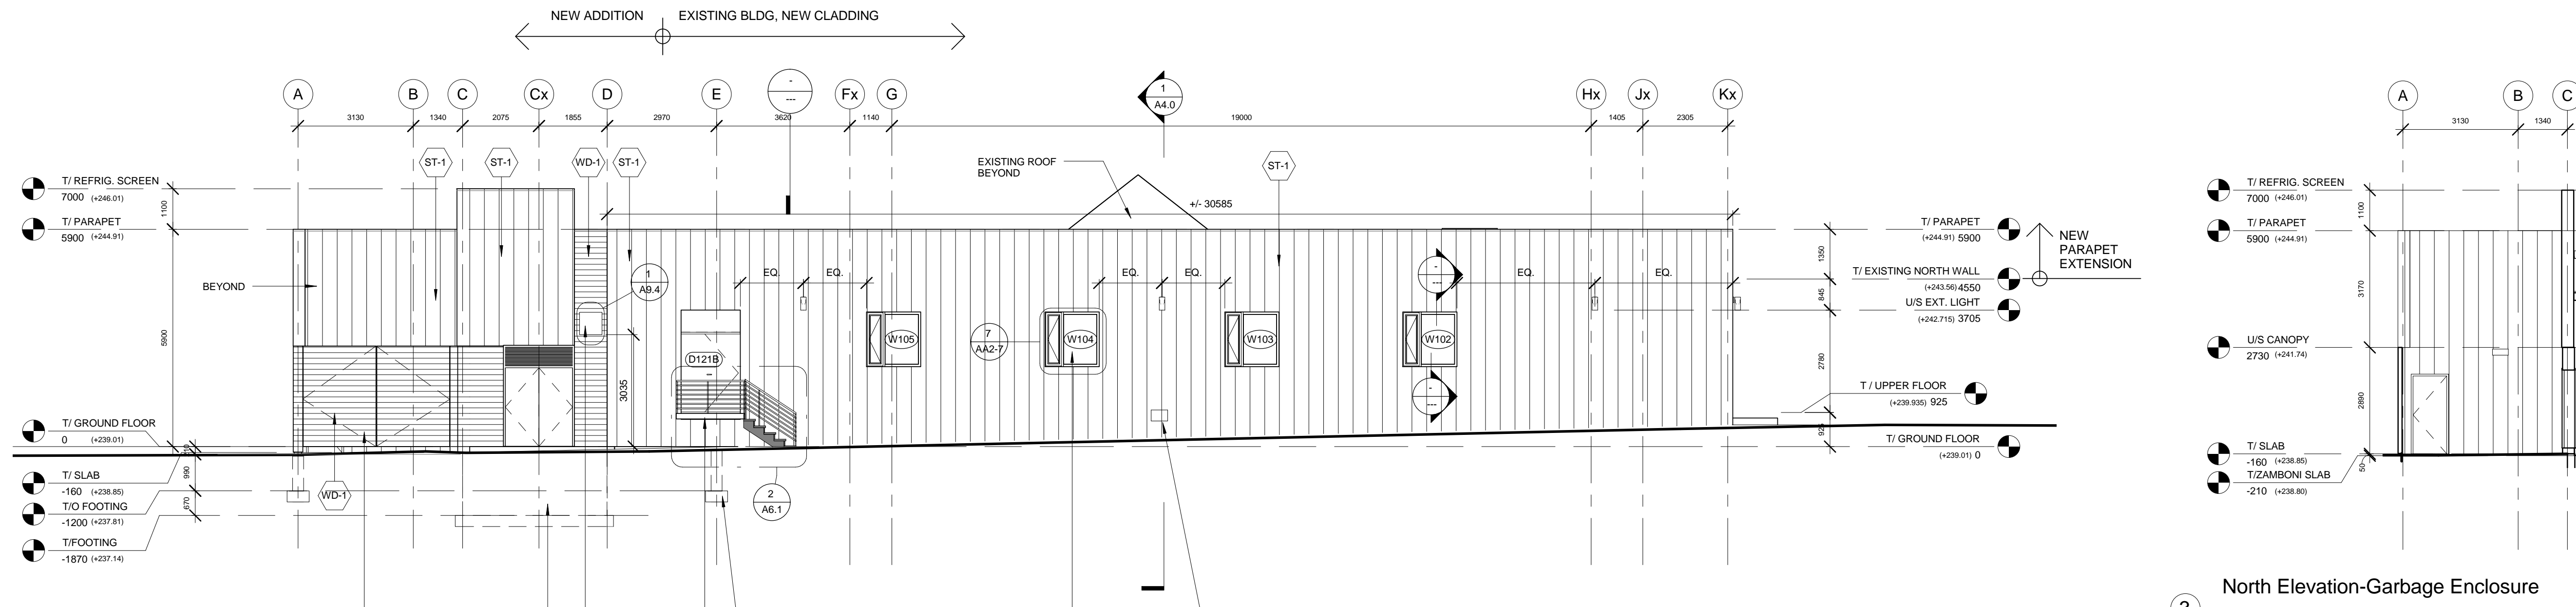 NEW ADDITION
EXISTING BLDG, NEW CLADDING
A
B
C
Cx
D
E
-
---
Fx
G
1
A4.0
Hx
Jx
Kx
3130
1340
2075
1855
2970
3620
1140
19000
1405
2305
ST-1
ST-1
WD-1
ST-1
EXISTING ROOF
BEYOND
ST-1
T/ REFRIG. SCREEN
7000 (+246.01)
1100
T/ PARAPET
5900 (+244.91)
+/- 30585
T/ PARAPET
(+244.91) 5900
NEW
PARAPET
EXTENSION
1350
T/ EXISTING NORTH WALL
(+243.56) 4550
845
U/S EXT. LIGHT
(+242.715) 3705
BEYOND
1
A9.4
EQ.
EQ.
EQ.
EQ.
-
---
EQ.
EQ.
5900
3035
D121B
W105
7
AA2-7
W104
W103
W102
-
---
2780
T / UPPER FLOOR
(+239.935) 925
925
T/ GROUND FLOOR
(+239.01) 0
T/ GROUND FLOOR
0 (+239.01)
210
990
670
T/ SLAB
-160 (+238.85)
T/O FOOTING
-1200 (+237.81)
T/FOOTING
-1870 (+237.14)
WD-1
2
A6.1
A
B
C
3130
1340
T/ REFRIG. SCREEN
7000 (+246.01)
1100
T/ PARAPET
5900 (+244.91)
3170
U/S CANOPY
2730 (+241.74)
2890
T/ SLAB
-160 (+238.85)
50
T/ZAMBONI SLAB
-210 (+238.80)
North Elevation-Garbage Enclosure